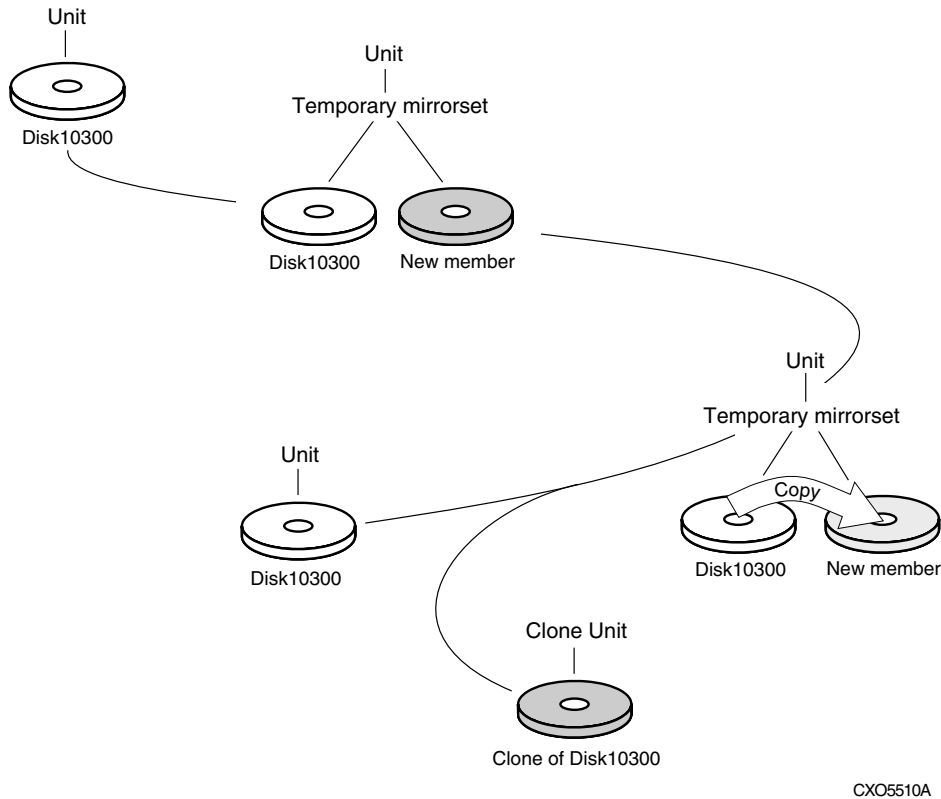 Unit
Disk10300
Unit
Temporary mirrorset
Disk10300
New member
Unit
Temporary mirrorset
Copy
Disk10300
New member
Unit
Disk10300
Clone Unit
Clone of Disk10300
CXO5510A